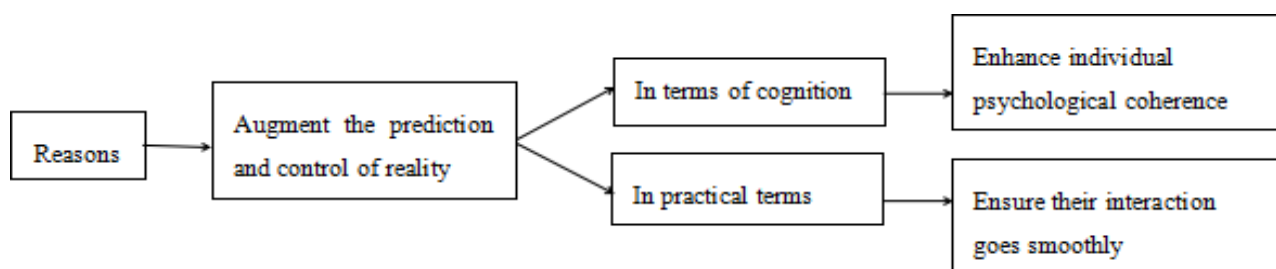 Reasons
Augment the prediction
and control of reality
In terms of cognition
Enhance individual
psychological coherence
In practical terms
Ensure their interaction
goes smoothly